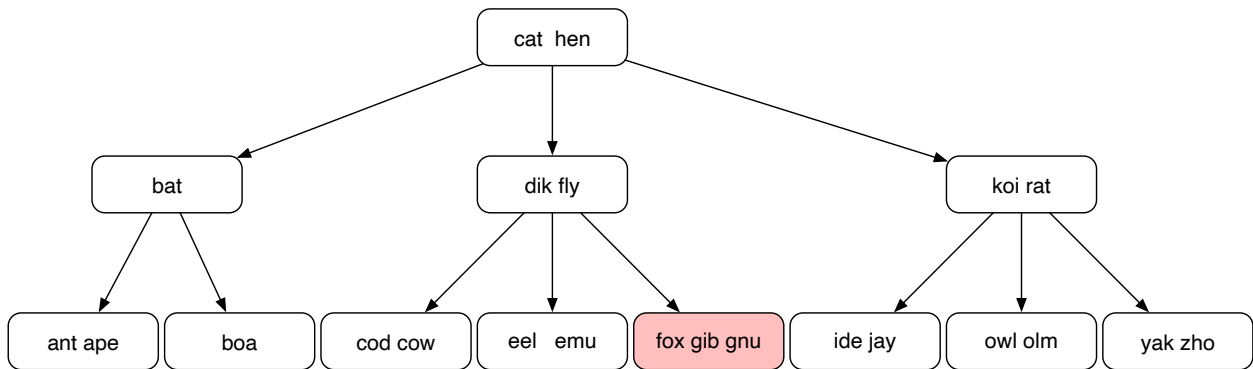 cat hen
bat
dik fly
koi rat
ant ape
boa
cod cow
eel emu
fox gib gnu
ide jay
owl olm
yak zho